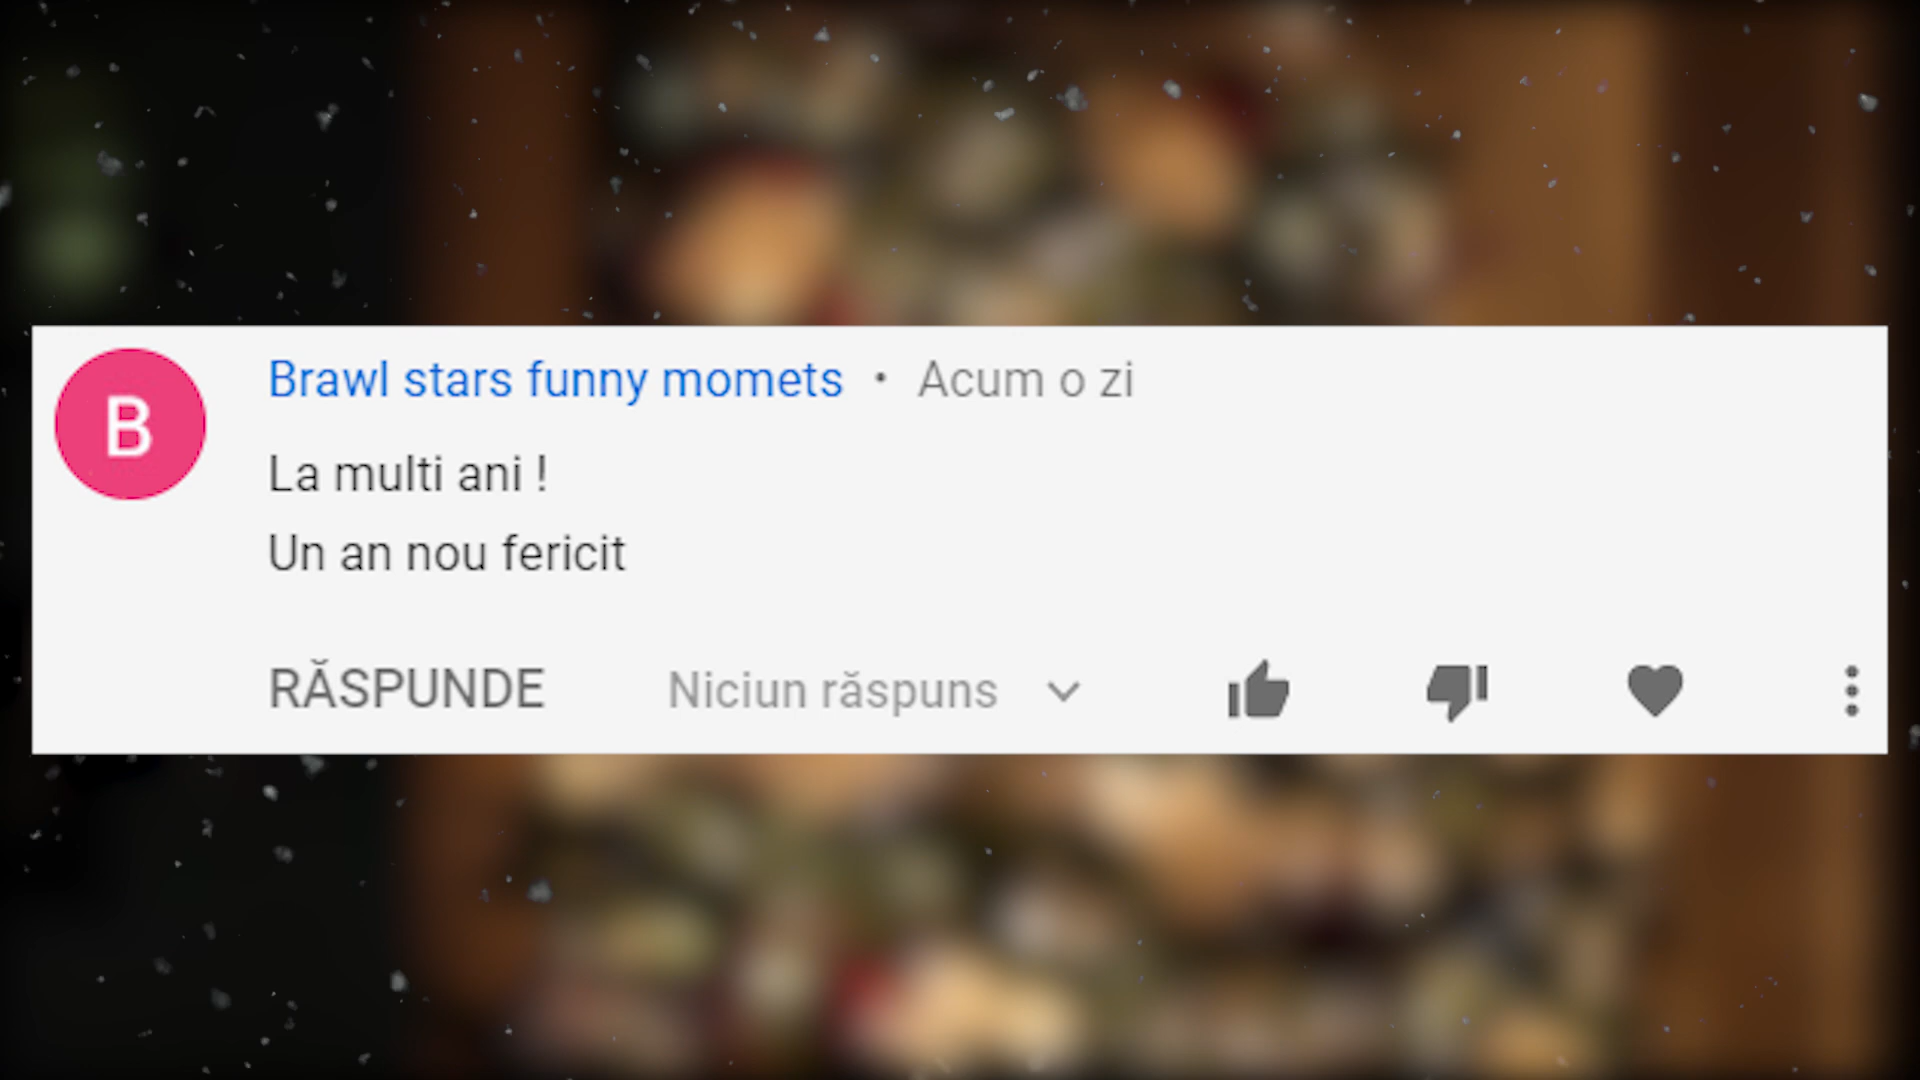 B
Brawl stars funny momets • Acum o zi
La multi ani !
Un an nou fericit
RĂSPUNDE Niciun răspuns